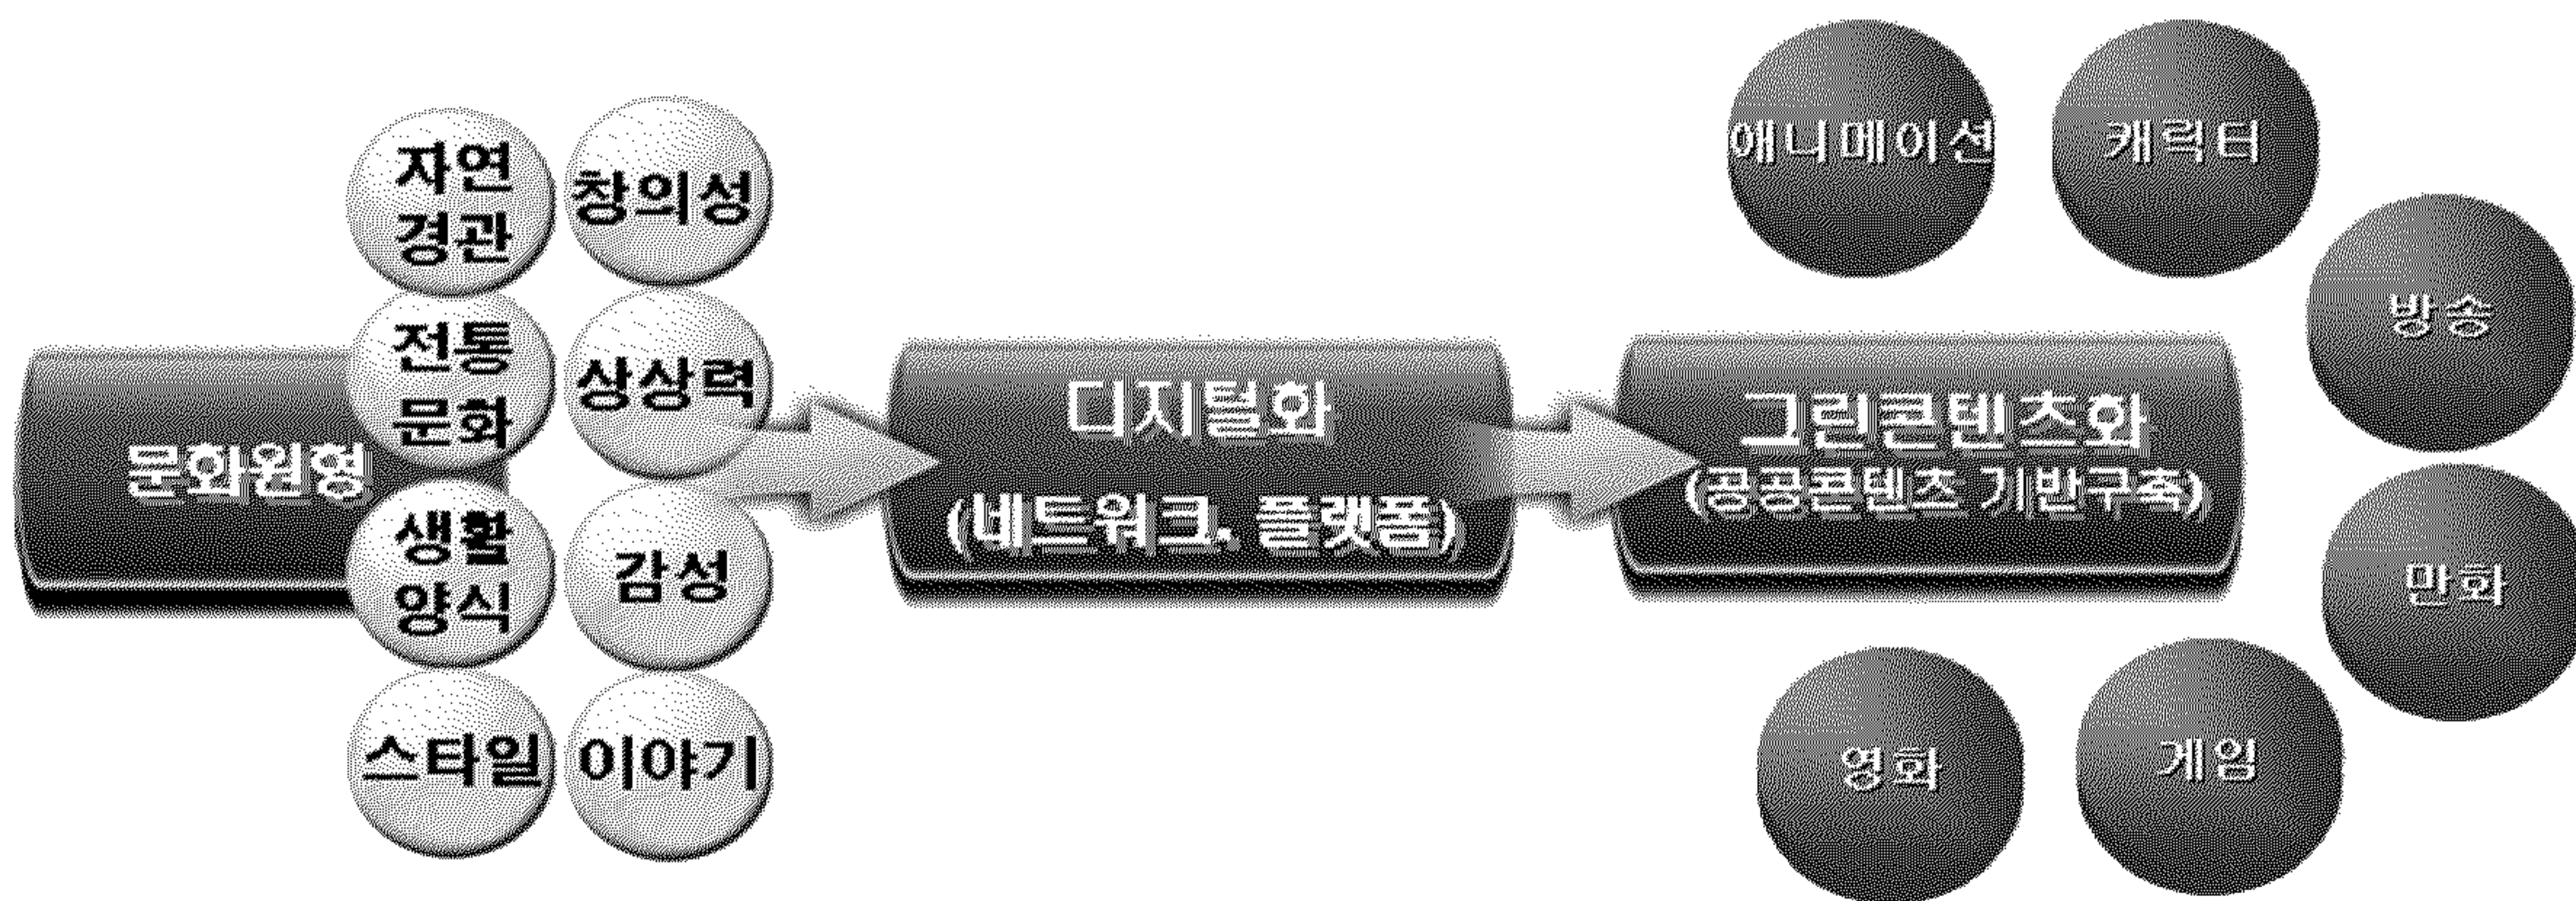 문화원형
자연
경관
창의성
전통
문화
상상력
생활
양식
감성
스타일
이야기
디지털화
(네트워크, 플랫폼)
그린콘텐츠화
(공공콘텐츠 기반구축)
애니메이션
캐릭터
방송
만화
게임
영화